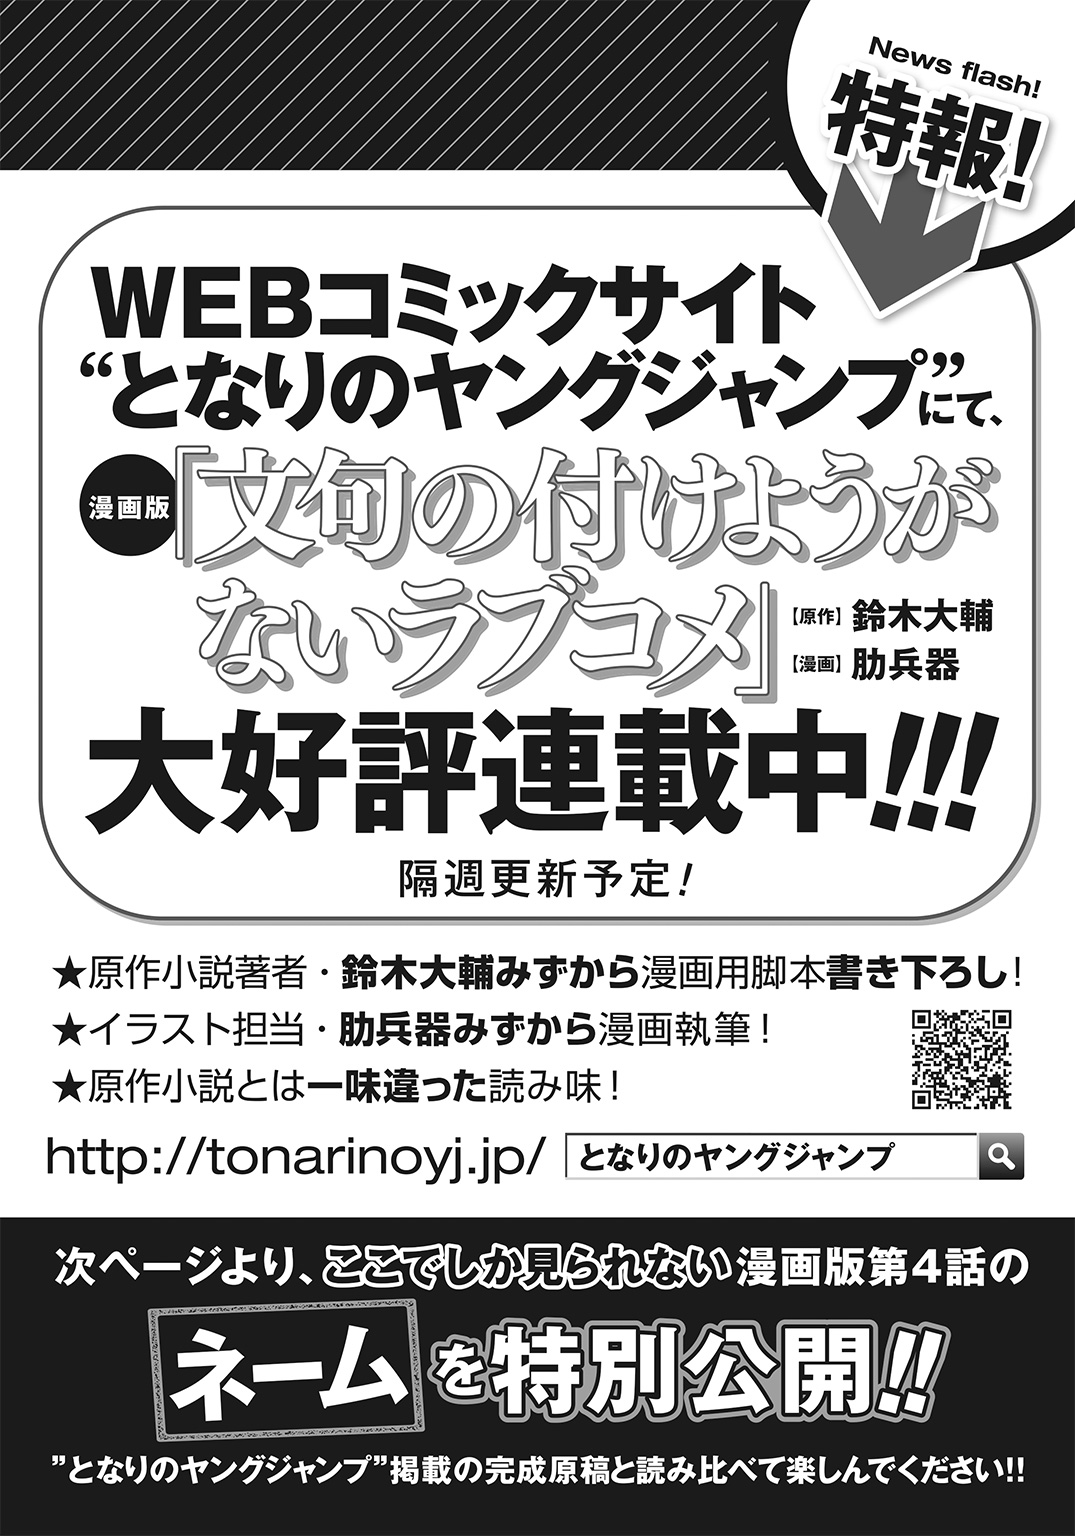 News flash!
特報!
WEBコミックサイト
“となりのヤングジャンプ”にて、
漫画版
「文句の付けようが
ないラブコメ」
【原作】鈴木大輔
【漫画】肋兵器
大好評連載中!!!
隔週更新予定!
★原作小説著者・鈴木大輔みずから漫画用脚本書き下ろし!
★イラスト担当・肋兵器みずから漫画執筆!
★原作小説とは一味違った読み味!
http://tonarinoyj.jp/
となりのヤングジャンプ
次ページより、ここでしか見られない漫画版第4話の
ネームを特別公開!!
”となりのヤングジャンプ”掲載の完成原稿と読み比べて楽しんでください!!